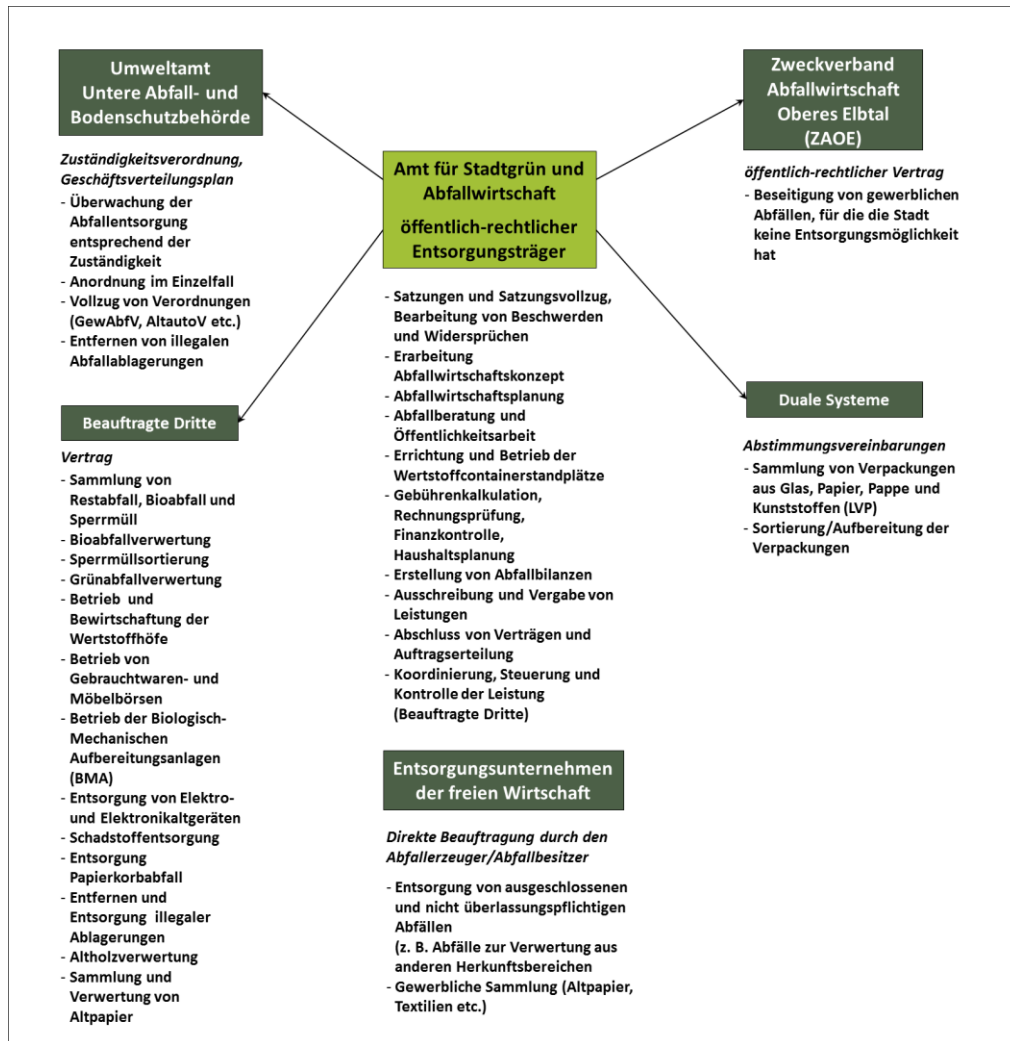 Umweltamt
Untere Abfall- und
Bodenschutzbehörde
Zuständigkeitsverordnung,
Geschäftsverteilungsplan
- Überwachung der
Abfallentsorgung
entsprechend der
Zuständigkeit
- Anordnung im Einzelfall
- Vollzug von Verordnungen
(GewAbfV, AltautoV etc.)
- Entfernen von illegalen
Abfallablagerungen
Beauftragte Dritte
Vertrag
- Sammlung von
Restabfall, Bioabfall und
Sperrmüll
- Bioabfallverwertung
- Sperrmüllsortierung
- Grünabfallverwertung
- Betrieb und
Bewirtschaftung der
Wertstoffhöfe
- Betrieb von
Gebrauchtwaren- und
Möbelbörsen
- Betrieb der Biologisch-
Mechanischen
Aufbereitungsanlagen
(BMA)
- Entsorgung von Elektro-
und Elektronikaltgeräten
- Schadstoffentsorgung
- Entsorgung
Papierkorbabfall
- Entfernen und
Entsorgung illegaler
Ablagerungen
- Altholzverwertung
- Sammlung und
Verwertung von
Altpapier
Amt für Stadtgrün und
Abfallwirtschaft
öffentlich-rechtlicher
Entsorgungsträger
- Satzungen und Satzungsvollzug,
Bearbeitung von Beschwerden
und Widersprüchen
- Erarbeitung
Abfallwirtschaftskonzept
- Abfallwirtschaftsplanung
- Abfallberatung und
Öffentlichkeitsarbeit
- Errichtung und Betrieb der
Wertstoffcontainerstandplätze
- Gebührenkalkulation,
Rechnungsprüfung,
Finanzkontrolle,
Haushaltsplanung
- Erstellung von Abfallbilanzen
- Ausschreibung und Vergabe von
Leistungen
- Abschluss von Verträgen und
Auftragserteilung
- Koordinierung, Steuerung und
Kontrolle der Leistung
(Beauftragte Dritte)
Entsorgungsunternehmen
der freien Wirtschaft
Direkte Beauftragung durch den
Abfallerzeuger/Abfallbesitzer
- Entsorgung von ausgeschlossenen
und nicht überlassungspflichtigen
Abfällen
(z. B. Abfälle zur Verwertung aus
anderen Herkunftsbereichen
- Gewerbliche Sammlung (Altpapier,
Textilien etc.)
Zweckverband
Abfallwirtschaft
Oberes Elbtal
(ZAOE)
öffentlich-rechtlicher Vertrag
- Beseitigung von gewerblichen
Abfällen, für die die Stadt
keine Entsorgungsmöglichkeit
hat
Duale Systeme
Abstimmungsvereinbarungen
- Sammlung von Verpackungen
aus Glas, Papier, Pappe und
Kunststoffen (LVP)
- Sortierung/Aufbereitung der
Verpackungen